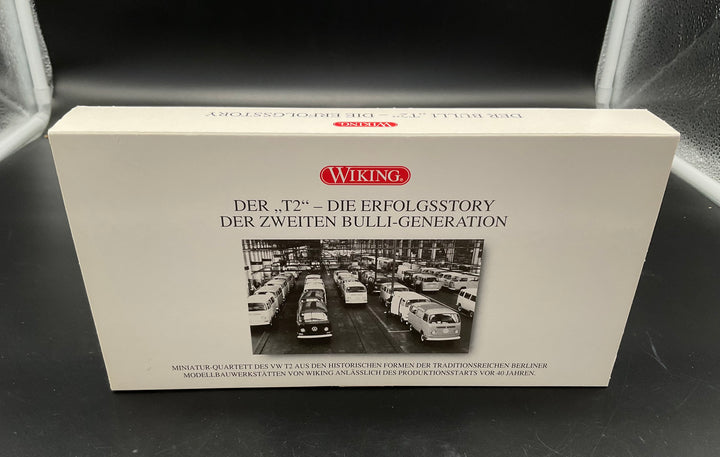 DER BULLI „T2“ – DIE ERFOLGSSTORY
WIKING
WIKING®
DER „T2“ – DIE ERFOLGSSTORY
DER ZWEITEN BULLI-GENERATION
MINIATUR-QUARTETT DES VW T2 AUS DEN HISTORISCHEN FORMEN DER TRADITIONSREICHEN BERLINER
MODELLBAUWERKSTÄTTEN VON WIKING ANLÄSSLICH DES PRODUKTIONSSTARTS VOR 40 JAHREN.